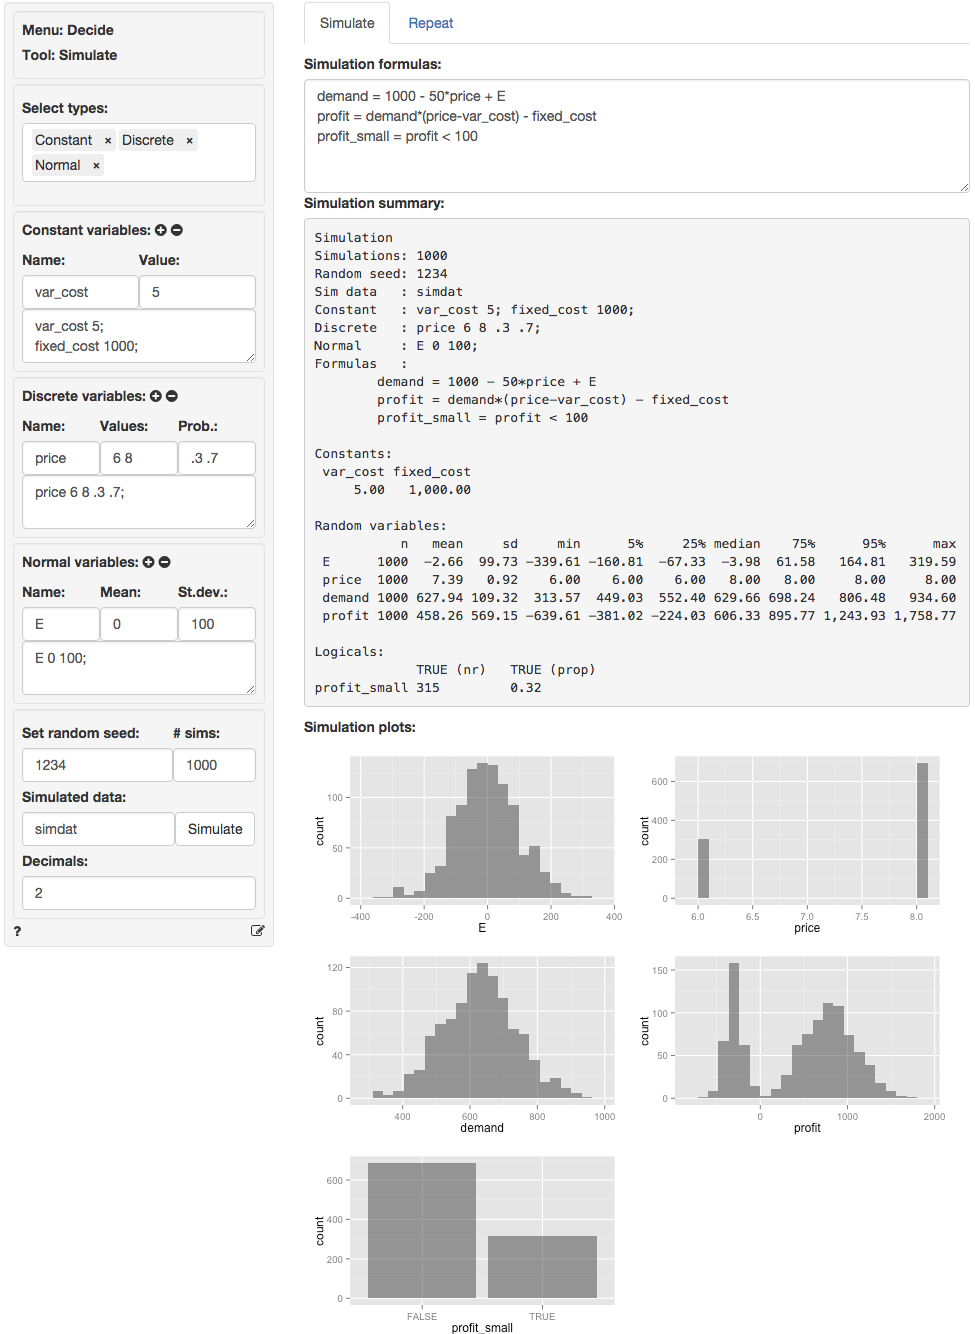 Menu: Decide
Tool: Simulate
Select types:
Constant × Discrete ×
Normal ×
Constant variables:
Name: Value:
var_cost 5
var_cost 5;
fixed_cost 1000;
Discrete variables:
Name: Values: Prob.:
price 6 8 .3 .7
price 6 8 .3 .7;
Normal variables:
Name: Mean: St.dev.:
E 0 100
E 0 100;
Set random seed: # sims:
1234 1000
Simulated data:
simdat Simulate
Decimals:
2
?
Simulate Repeat
Simulation formulas:
demand = 1000 - 50*price + E
profit = demand*(price-var_cost) - fixed_cost
profit_small = profit < 100
Simulation summary:
Simulation
Simulations: 1000
Random seed: 1234
Sim data : simdat
Constant : var_cost 5; fixed_cost 1000;
Discrete : price 6 8 .3 .7;
Normal : E 0 100;
Formulas :
demand = 1000 - 50*price + E
profit = demand*(price-var_cost) - fixed_cost
profit_small = profit < 100
Constants:
var_cost fixed_cost
5.00 1,000.00
Random variables:
n mean sd min 5% 25% median 75% 95% max
E 1000 -2.66 99.73 -339.61 -160.81 -67.33 -3.98 61.58 164.81 319.59
price 1000 7.39 0.92 6.00 6.00 6.00 8.00 8.00 8.00 8.00
demand 1000 627.94 109.32 313.57 449.03 552.40 629.66 698.24 806.48 934.60
profit 1000 458.26 569.15 -639.61 -381.02 -224.03 606.33 895.77 1,243.93 1,758.77
Logicals:
TRUE (nr) TRUE (prop)
profit_small 315 0.32
Simulation plots:
count
100
50
0
-400 -200 0 200 400
E
count
600
400
200
0
6.0 6.5 7.0 7.5 8.0
price
count
120
80
40
0
400 600 800 1000
demand
count
150
100
50
0
0 1000 2000
profit
count
600
400
200
0
FALSE TRUE
profit_small